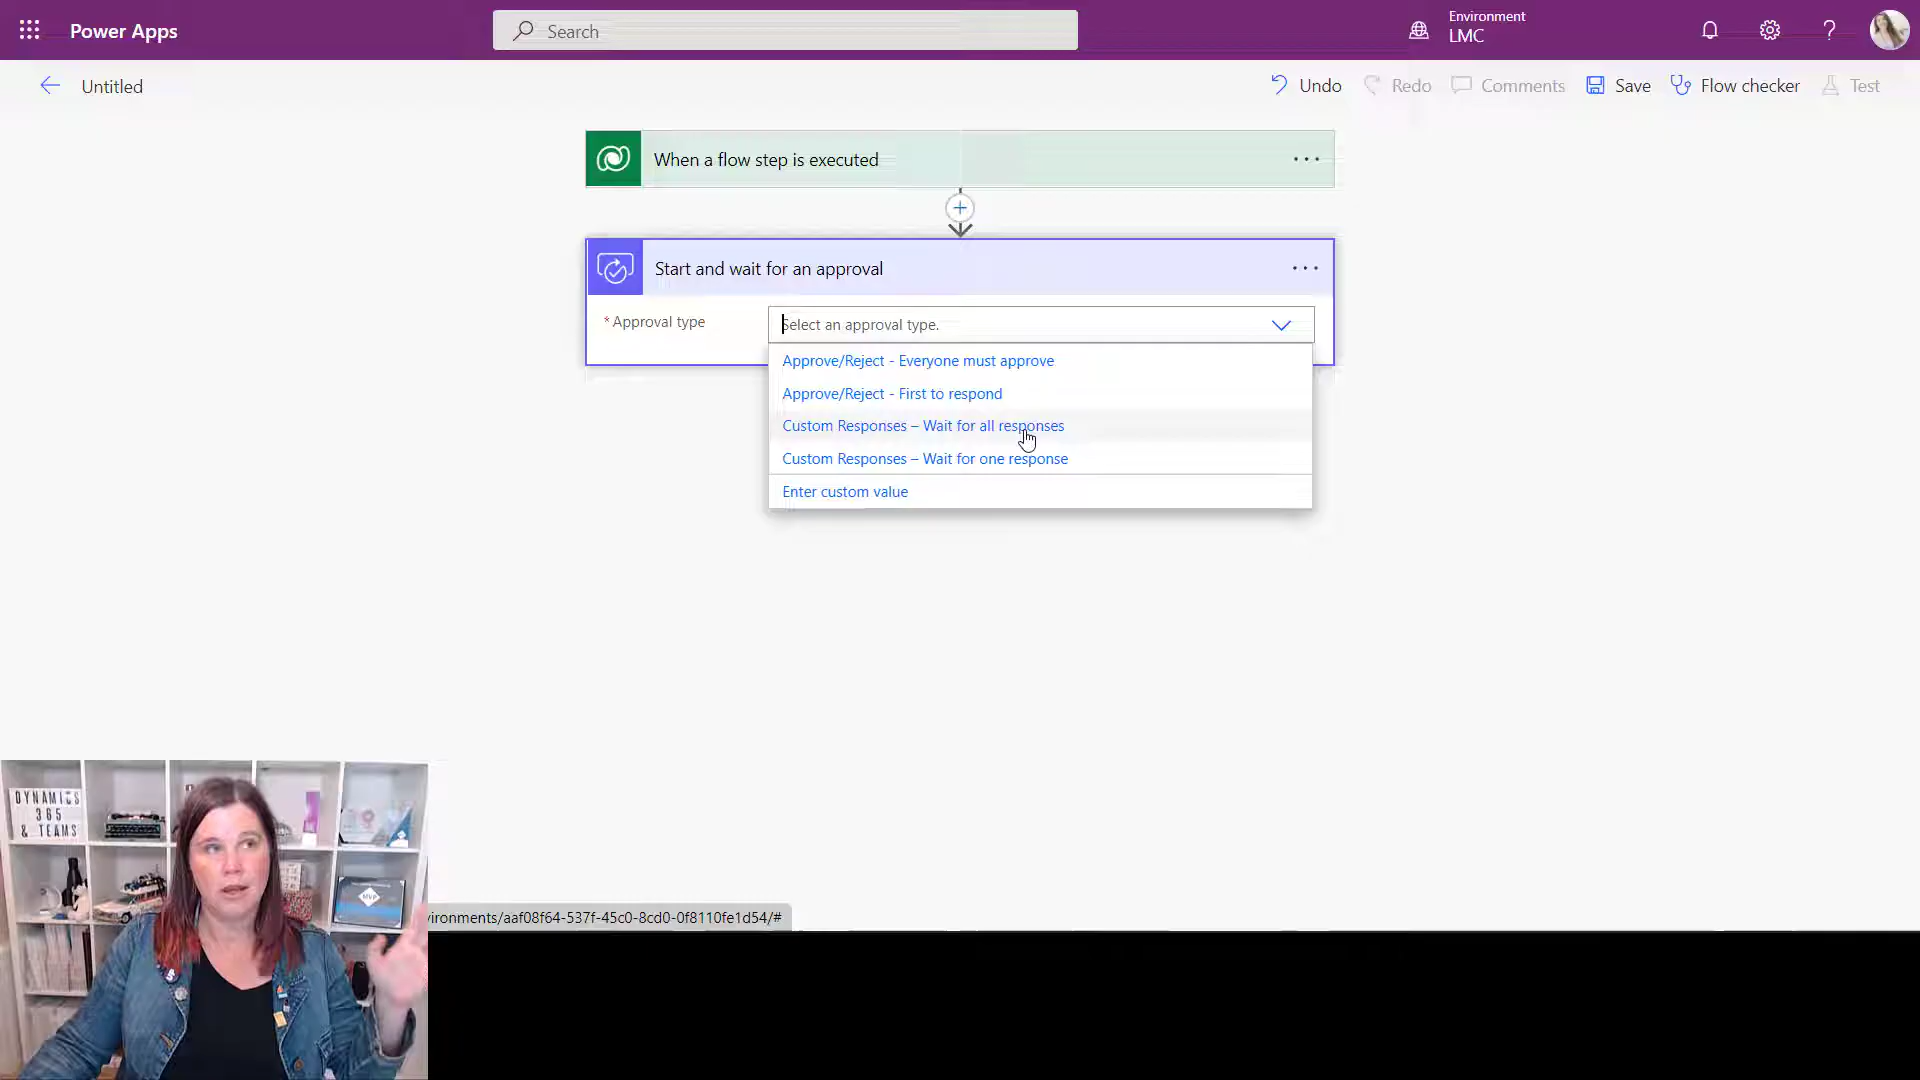 Power Apps
Search
Environment
LMC
Untitled
Undo
Redo
Comments
Save
Flow checker
Test
When a flow step is executed
Start and wait for an approval
* Approval type
Select an approval type.
Approve/Reject - Everyone must approve
Approve/Reject - First to respond
Custom Responses – Wait for all responses
Custom Responses – Wait for one response
Enter custom value
DYNAMICS
365
& TEAMS
MVP
vironments/aaf08f64-537f-45c0-8cd0-0f8110fe1d54/#